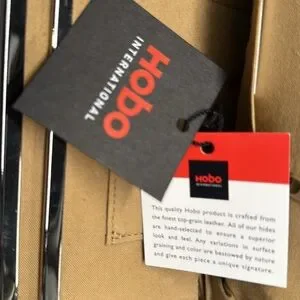 Hobo
INTERNATIONAL
Hobo
INTERNATIONAL
This quality Hobo product is crafted from
the finest top-grain leather. All of our hides
are hand-selected to ensure a superior
look and feel. Any variations in surface
graining and color are bestowed by nature
and give each piece a unique signature.